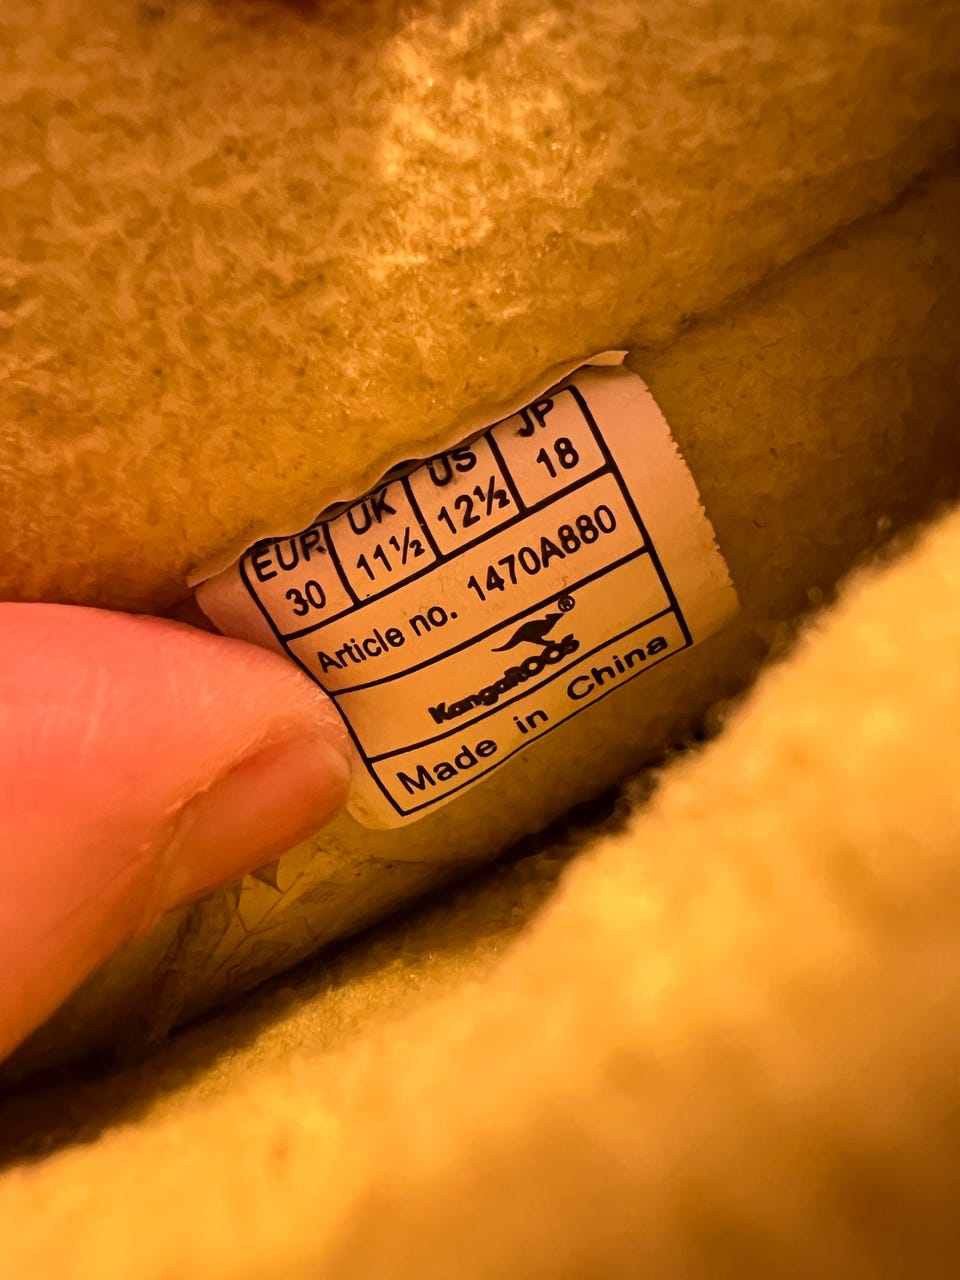 EUR UK US JP
30 11½ 12½ 18
Article no. 1470A880
KangaROOS®
Made in China